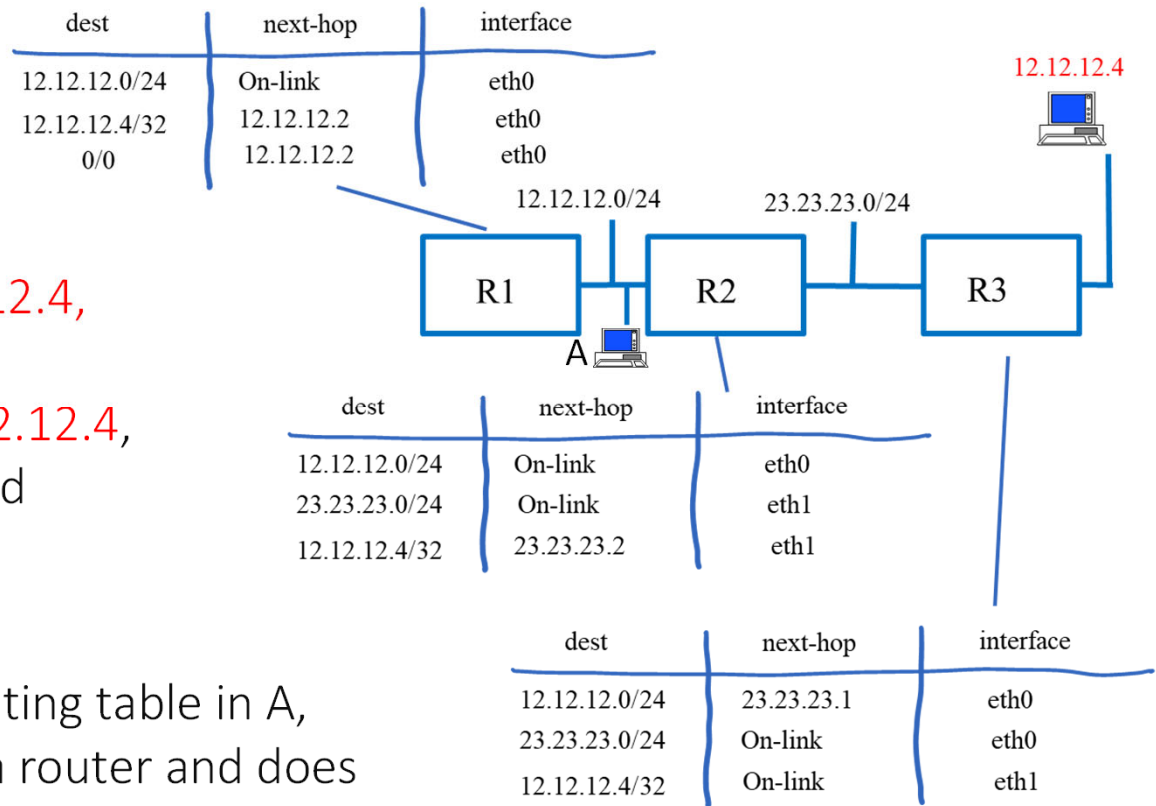 dest next-hop interface
12.12.12.0/24 On-link eth0
12.12.12.4/32 12.12.12.2 eth0
0/0 12.12.12.2 eth0
12.12.12.4
12.12.12.0/24
23.23.23.0/24
R1
R2
R3
A
2.4,
2.12.4,
d
dest next-hop interface
12.12.12.0/24 On-link eth0
23.23.23.0/24 On-link eth1
12.12.12.4/32 23.23.23.2 eth1
ting table in A,
router and does
dest next-hop interface
12.12.12.0/24 23.23.23.1 eth0
23.23.23.0/24 On-link eth0
12.12.12.4/32 On-link eth1